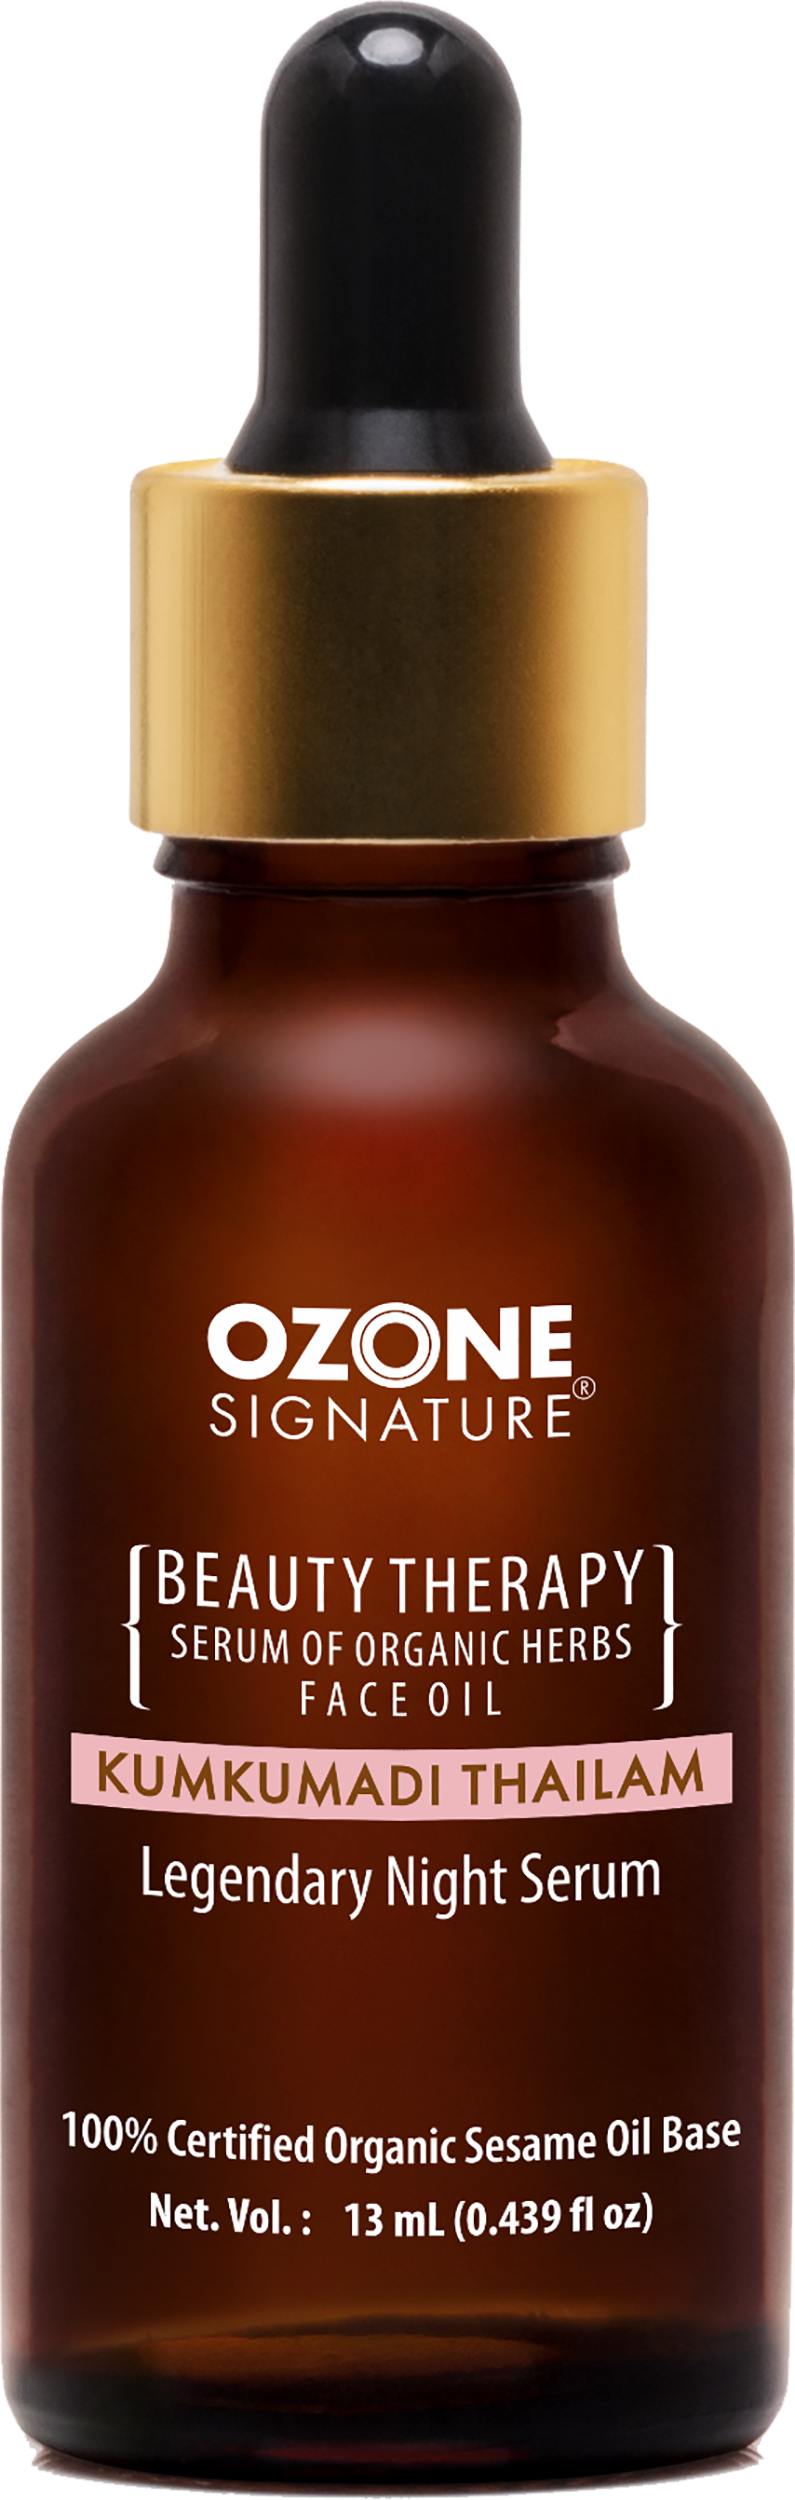 OZONE
SIGNATURE®
{BEAUTY THERAPY
SERUM OF ORGANIC HERBS
FACE OIL}
KUMKUMADI THAILAM
Legendary Night Serum
100% Certified Organic Sesame Oil Base
Net. Vol. : 13 mL (0.439 fl oz)